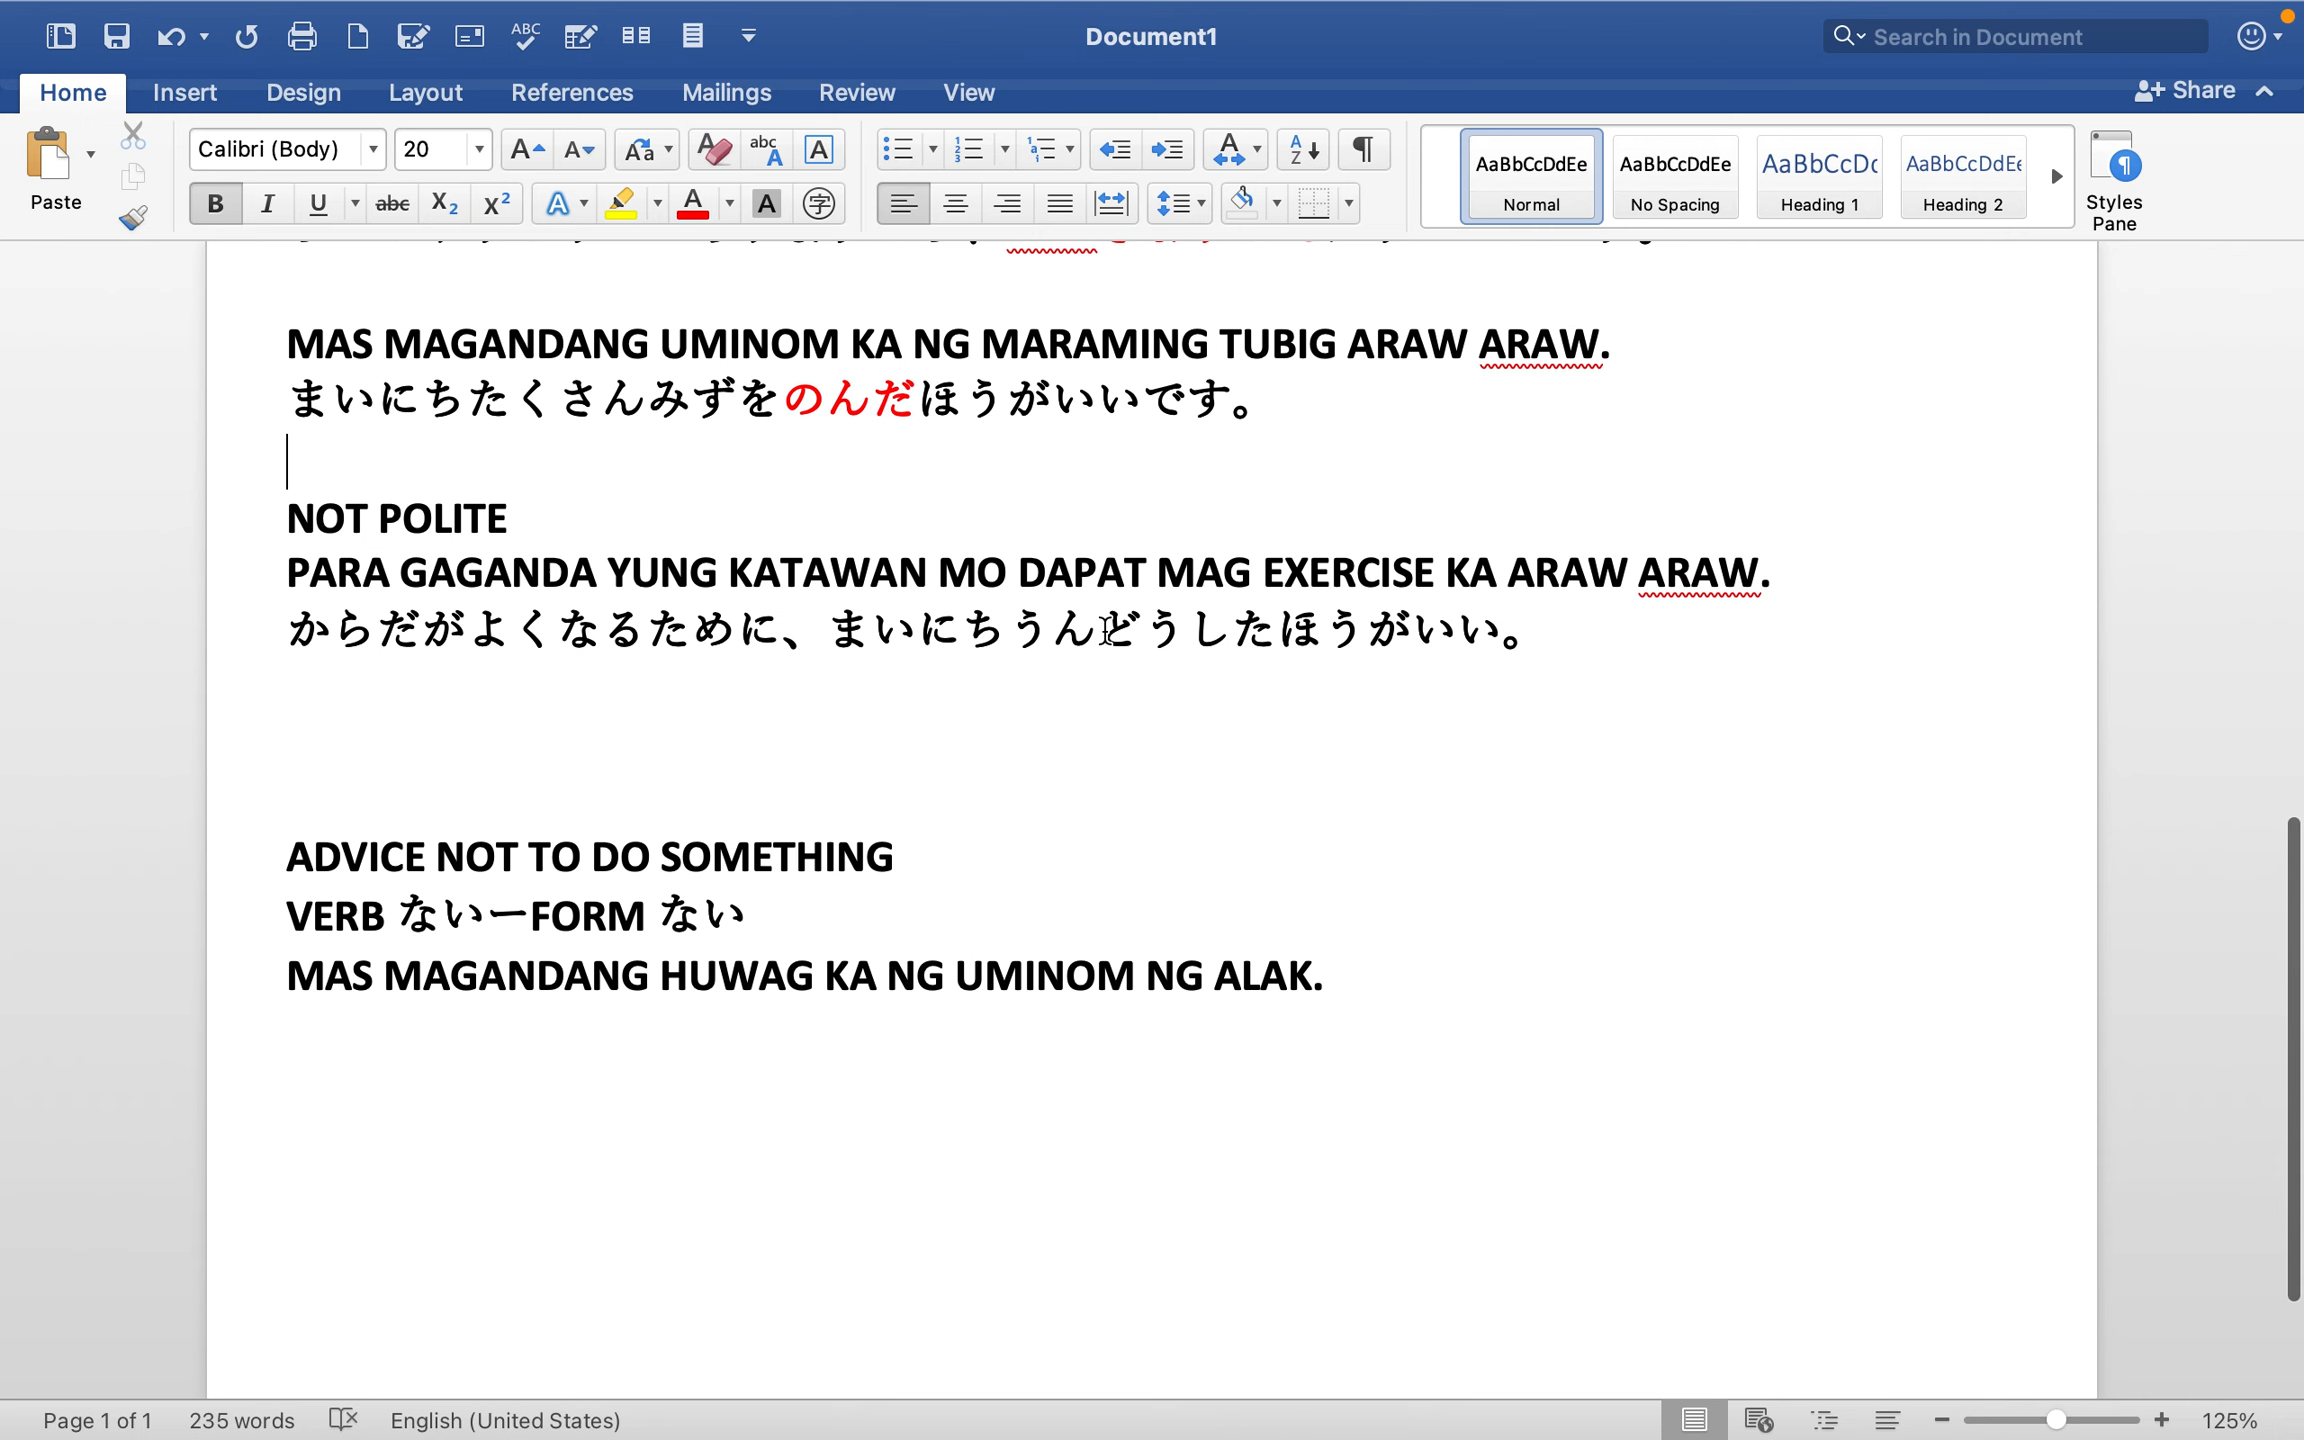 Document1
Search in Document
Home Insert Design Layout References Mailings Review View Share
Paste
Calibri (Body) 20
AaBbCcDdEe AaBbCcDdEe AaBbCcDc AaBbCcDdEe
Normal No Spacing Heading 1 Heading 2
Styles Pane
MAS MAGANDANG UMINOM KA NG MARAMING TUBIG ARAW ARAW.
まいにちたくさんみずをのんだほうがいいです。
NOT POLITE
PARA GAGANDA YUNG KATAWAN MO DAPAT MAG EXERCISE KA ARAW ARAW.
からだがよくなるために、まいにちうんどうしたほうがいい。
ADVICE NOT TO DO SOMETHING
VERB ないーFORM ない
MAS MAGANDANG HUWAG KA NG UMINOM NG ALAK.
Page 1 of 1 235 words English (United States) 125%